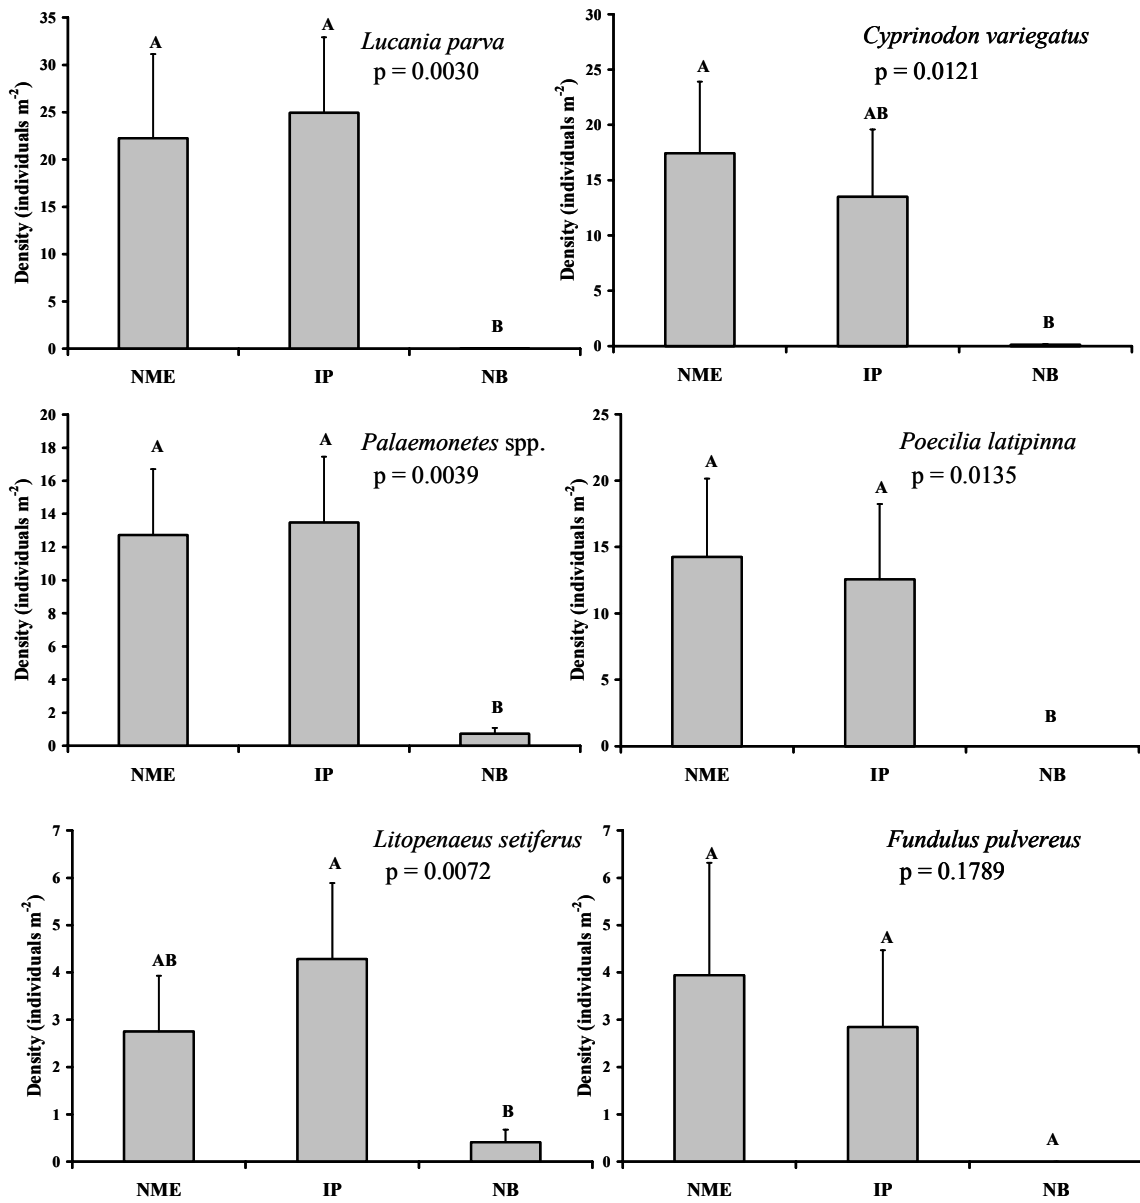 Lucania parva
p = 0.0030
Density (individuals m-2)
35
30
25
20
15
10
5
0
A
A
B
NME IP NB
Cyprinodon variegatus
p = 0.0121
Density (individuals m-2)
30
25
20
15
10
5
0
A
AB
B
NME IP NB
Palaemonetes spp.
p = 0.0039
Density (individuals m-2)
20
18
16
14
12
10
8
6
4
2
0
A
A
B
NME IP NB
Poecilia latipinna
p = 0.0135
Density (individuals m-2)
25
20
15
10
5
0
A
A
B
NME IP NB
Litopenaeus setiferus
p = 0.0072
Density (individuals m-2)
7
6
5
4
3
2
1
0
AB
A
B
NME IP NB
Fundulus pulvereus
p = 0.1789
Density (individuals m-2)
7
6
5
4
3
2
1
0
A
A
A
NME IP NB